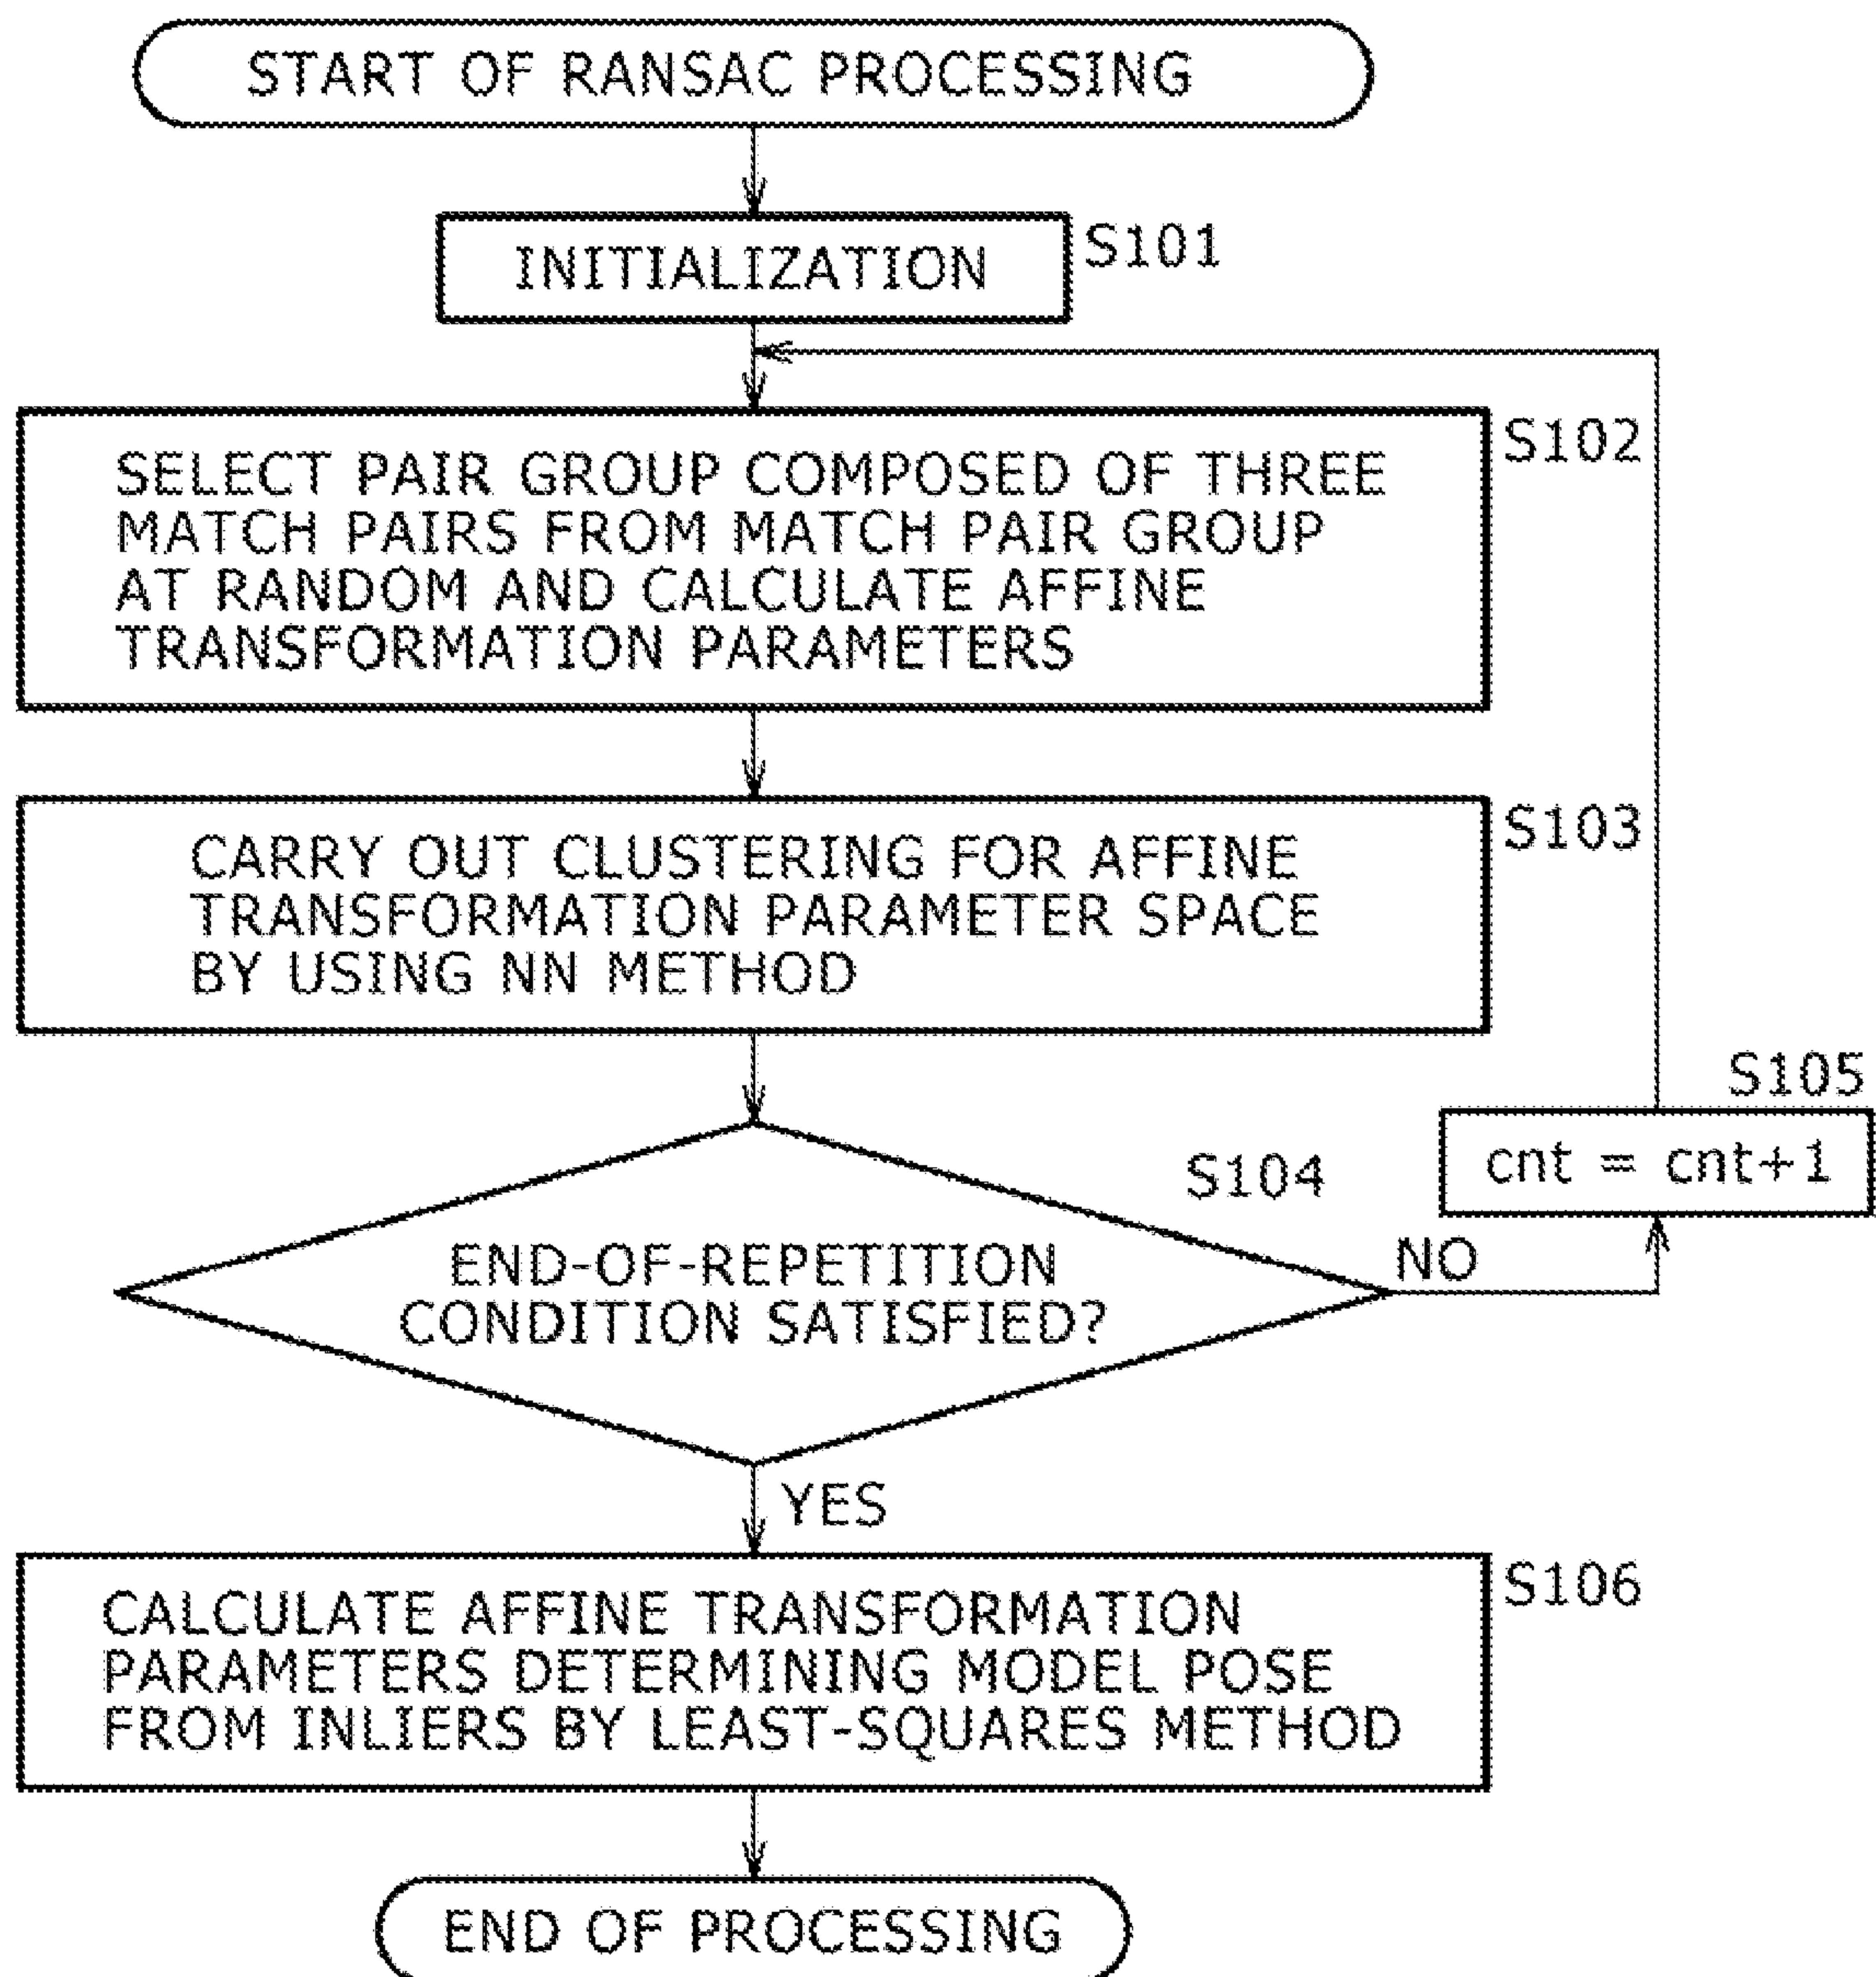 START OF RANSAC PROCESSING
INITIALIZATION
S101
SELECT PAIR GROUP COMPOSED OF THREE
MATCH PAIRS FROM MATCH PAIR GROUP
AT RANDOM AND CALCULATE AFFINE
TRANSFORMATION PARAMETERS
S102
CARRY OUT CLUSTERING FOR AFFINE
TRANSFORMATION PARAMETER SPACE
BY USING NN METHOD
S103
S105
cnt = cnt+1
S104
END-OF-REPETITION
CONDITION SATISFIED?
NO
YES
CALCULATE AFFINE TRANSFORMATION
PARAMETERS DETERMINING MODEL POSE
FROM INLIERS BY LEAST-SQUARES METHOD
S106
END OF PROCESSING